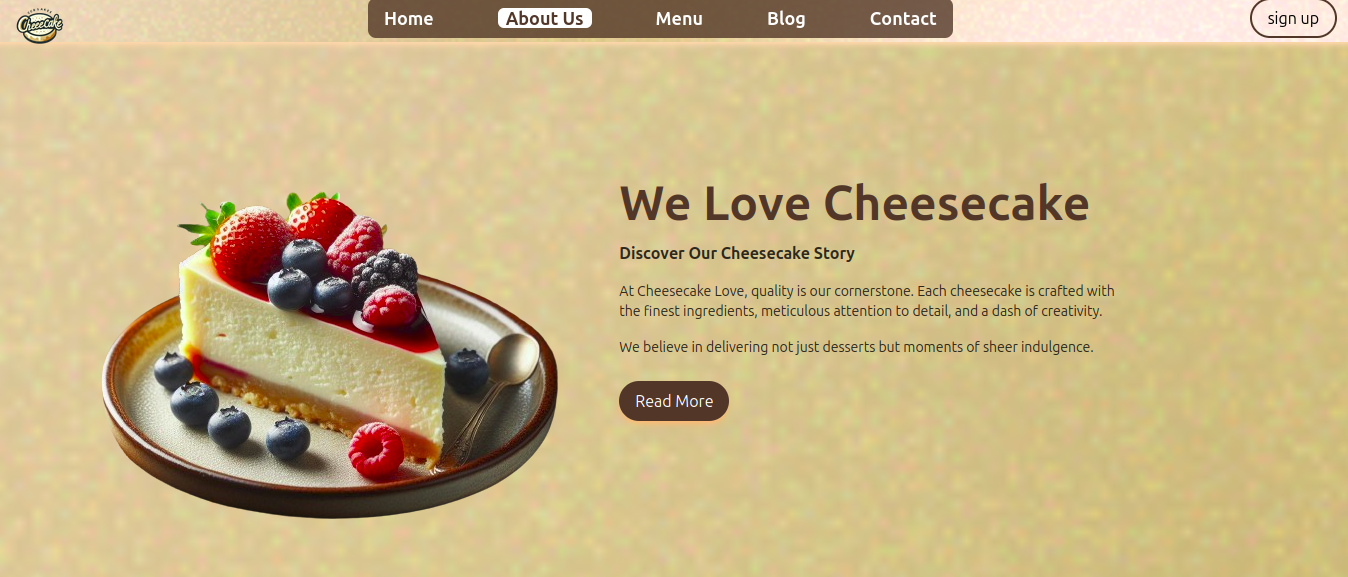 Cheeecake
Home
About Us
Menu
Blog
Contact
sign up
We Love Cheesecake
Discover Our Cheesecake Story
At Cheesecake Love, quality is our cornerstone. Each cheesecake is crafted with
the finest ingredients, meticulous attention to detail, and a dash of creativity.
We believe in delivering not just desserts but moments of sheer indulgence.
Read More